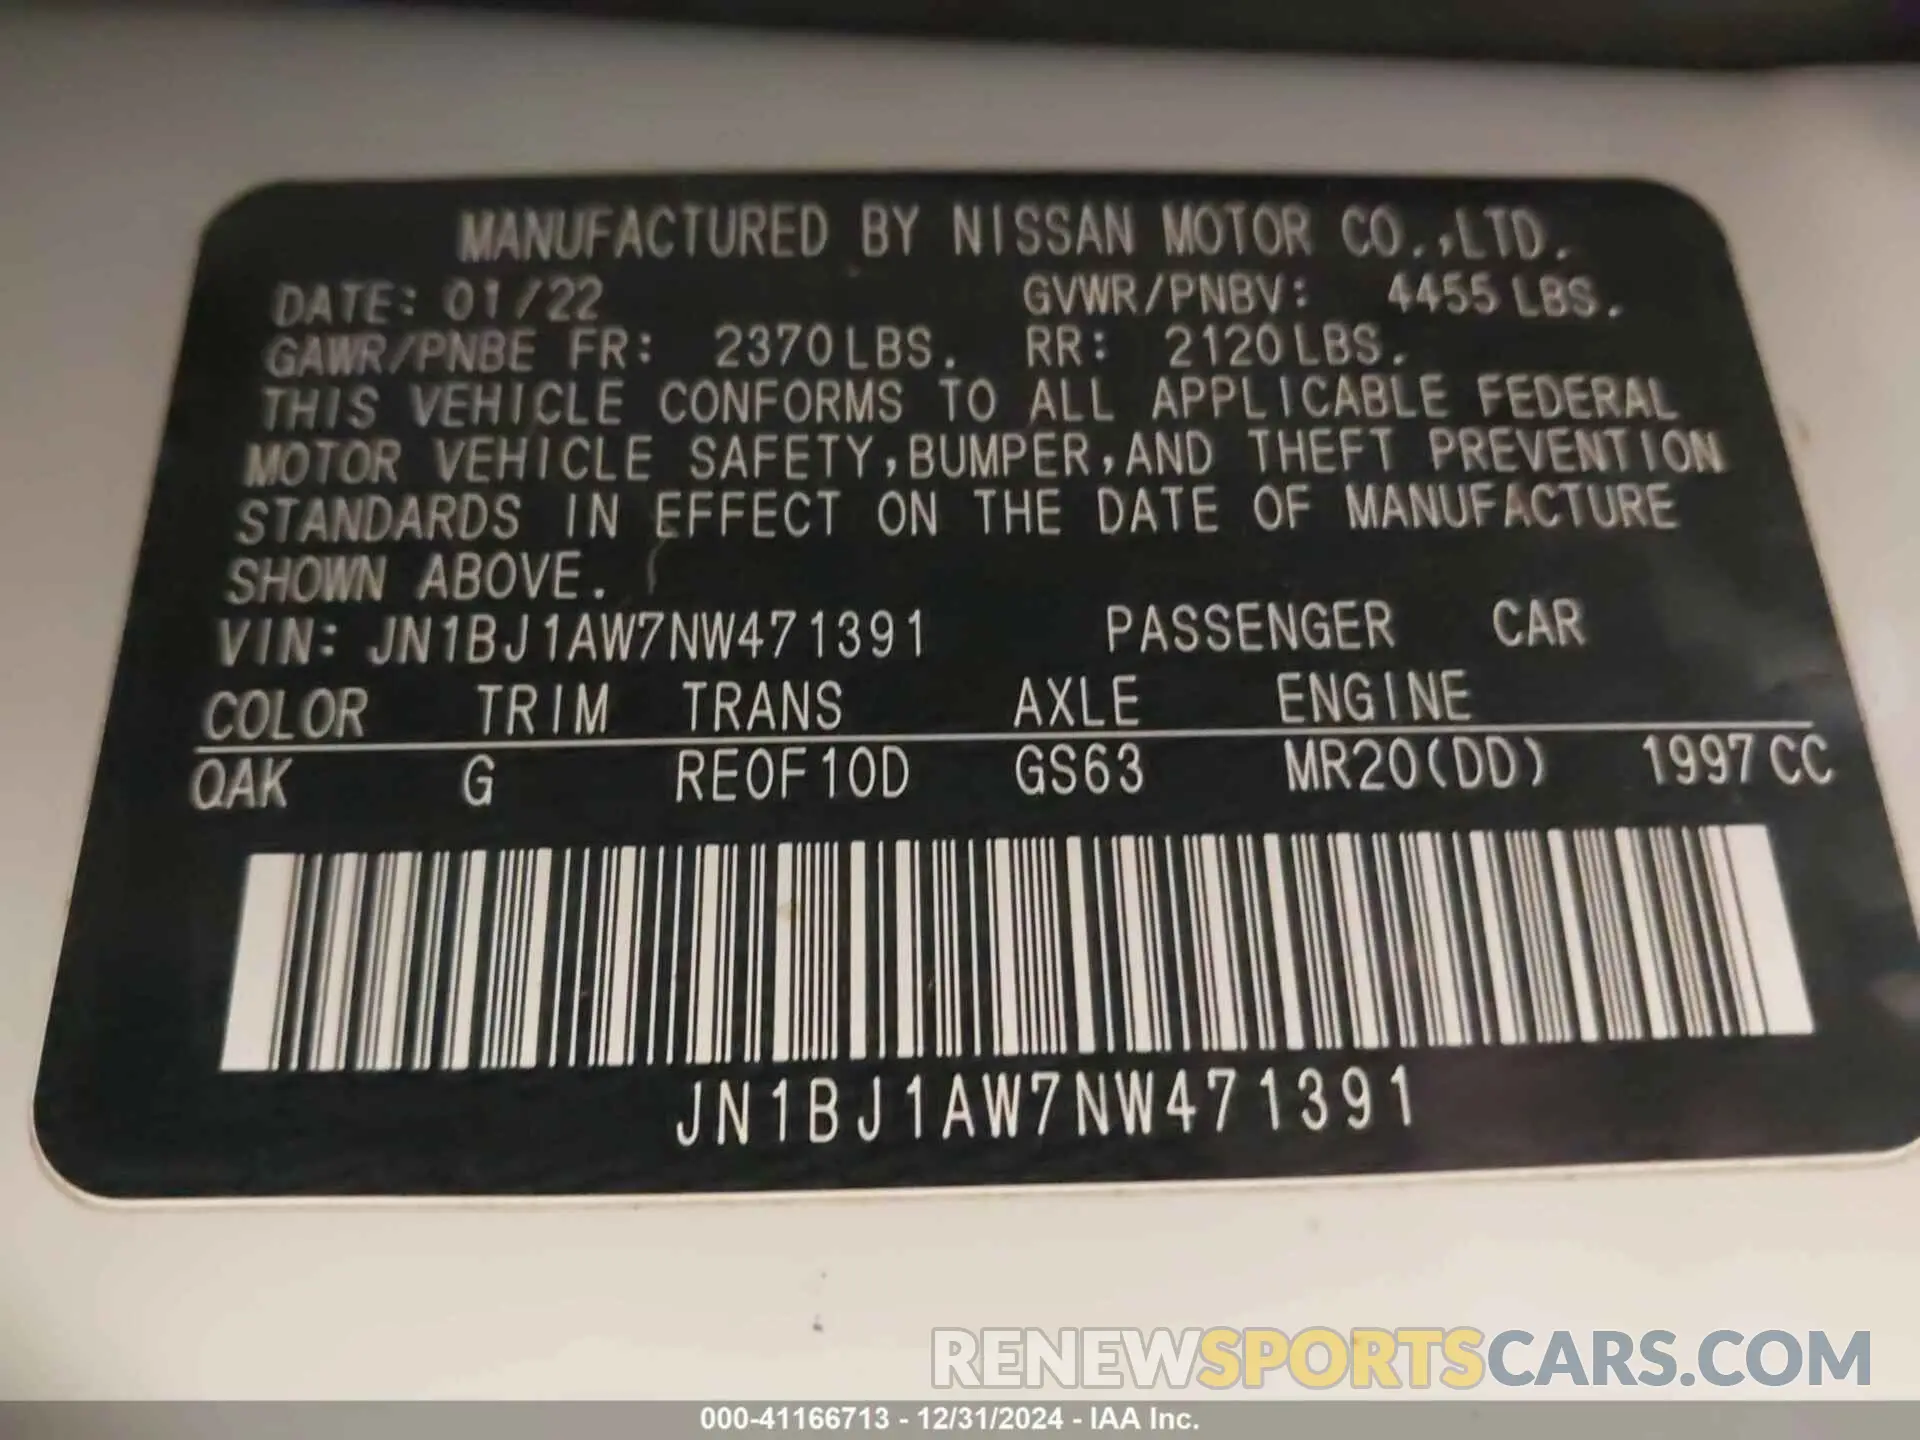 MANUFACTURED BY NISSAN MOTOR CO.,LTD.
DATE: 01/22 GVWR/PNBV: 4455 LBS.
GAWR/PNBE FR: 2370 LBS. RR: 2120 LBS.
THIS VEHICLE CONFORMS TO ALL APPLICABLE FEDERAL
MOTOR VEHICLE SAFETY,BUMPER,AND THEFT PREVENTION
STANDARDS IN EFFECT ON THE DATE OF MANUFACTURE
SHOWN ABOVE.
VIN: JN1BJ1AW7NW471391 PASSENGER CAR
COLOR TRIM TRANS AXLE ENGINE
QAK G RE0F10D GS63 MR20(DD) 1997 CC
JN1BJ1AW7NW471391
RENEWSPORTSCARS.COM
000-41166713 - 12/31/2024 - IAA Inc.